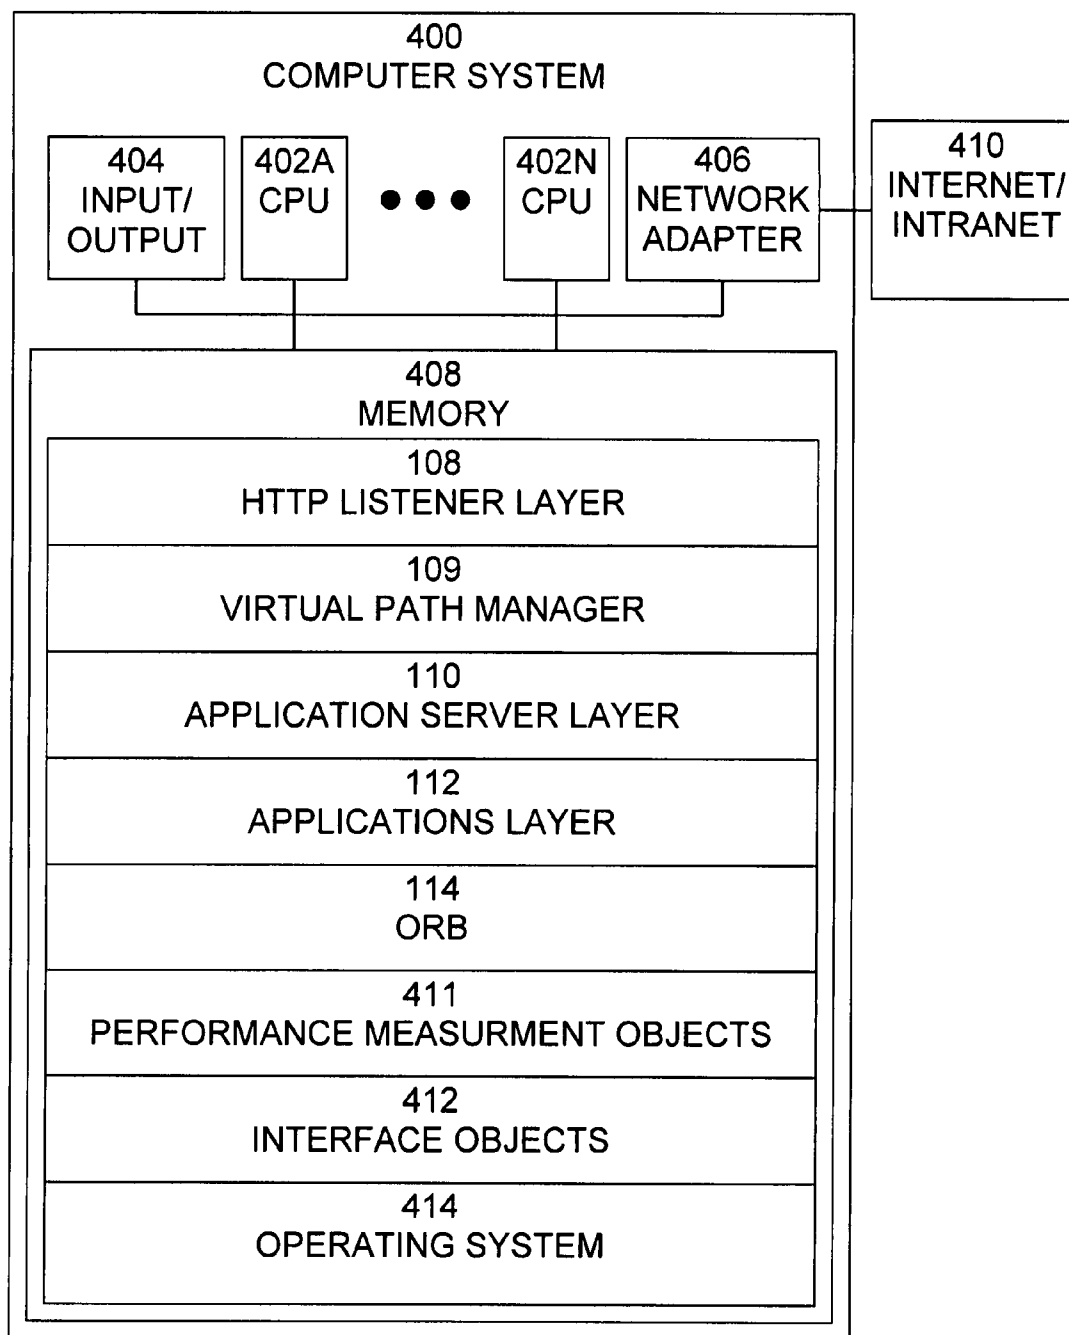 400
COMPUTER SYSTEM
404
INPUT/
OUTPUT
402A
CPU
402N
CPU
406
NETWORK
ADAPTER
410
INTERNET/
INTRANET
408
MEMORY
108
HTTP LISTENER LAYER
109
VIRTUAL PATH MANAGER
110
APPLICATION SERVER LAYER
112
APPLICATIONS LAYER
114
ORB
411
PERFORMANCE MEASURMENT OBJECTS
412
INTERFACE OBJECTS
414
OPERATING SYSTEM